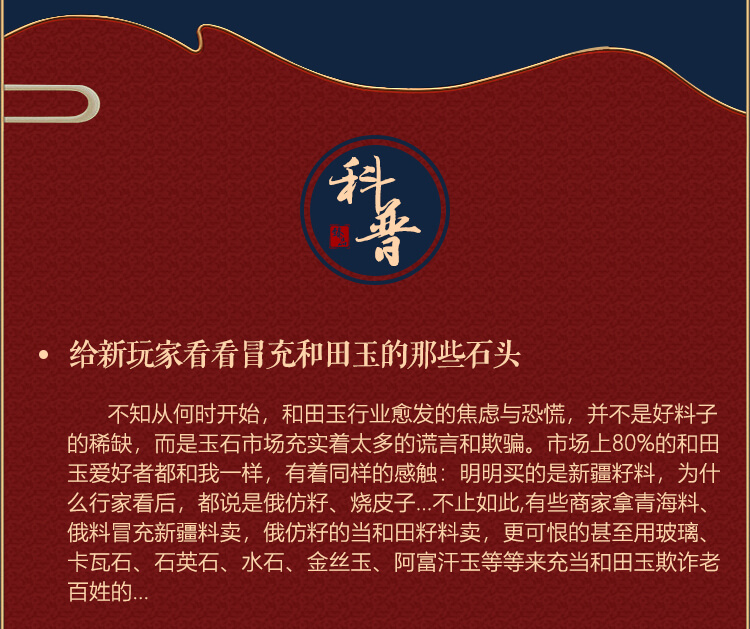 科
普
给新玩家看看冒充和田玉的那些石头
不知从何时开始，和田玉行业愈发的焦虑与恐慌，并不是好料子
的稀缺，而是玉石市场充实着太多的谎言和欺骗。市场上80%的和田
玉爱好者都和我一样，有着同样的感触：明明买的是新疆籽料，为什
么行家看后，都说是俄仿籽、烧皮子...不止如此,有些商家拿青海料、
俄料冒充新疆料卖，俄仿籽的当和田籽料卖，更可恨的甚至用玻璃、
卡瓦石、石英石、水石、金丝玉、阿富汗玉等等来充当和田玉欺诈老
百姓的...